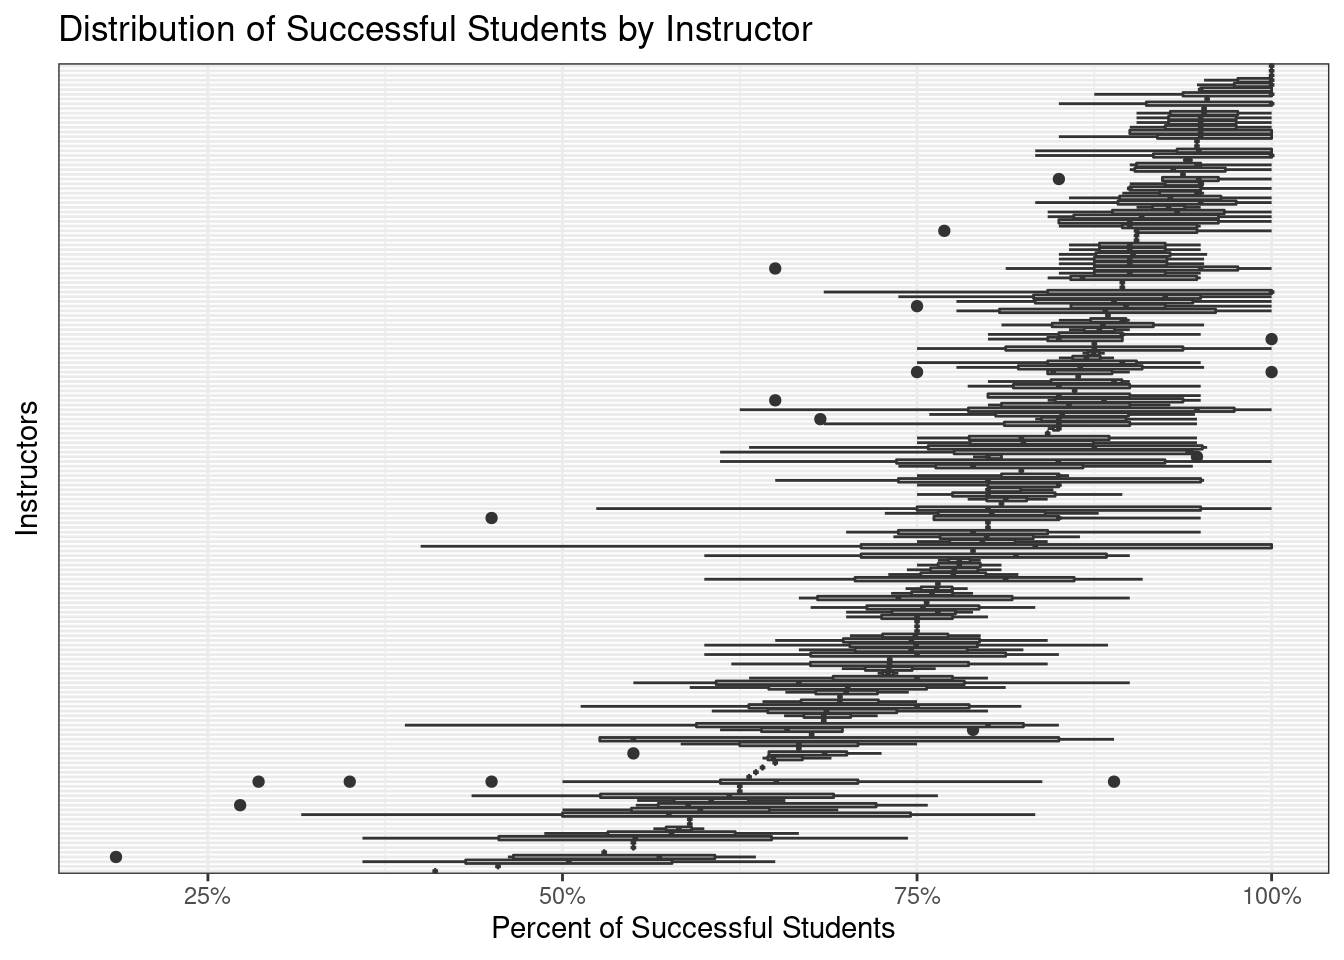 Distribution of Successful Students by Instructor
Instructors
25%
50%
75%
100%
Percent of Successful Students